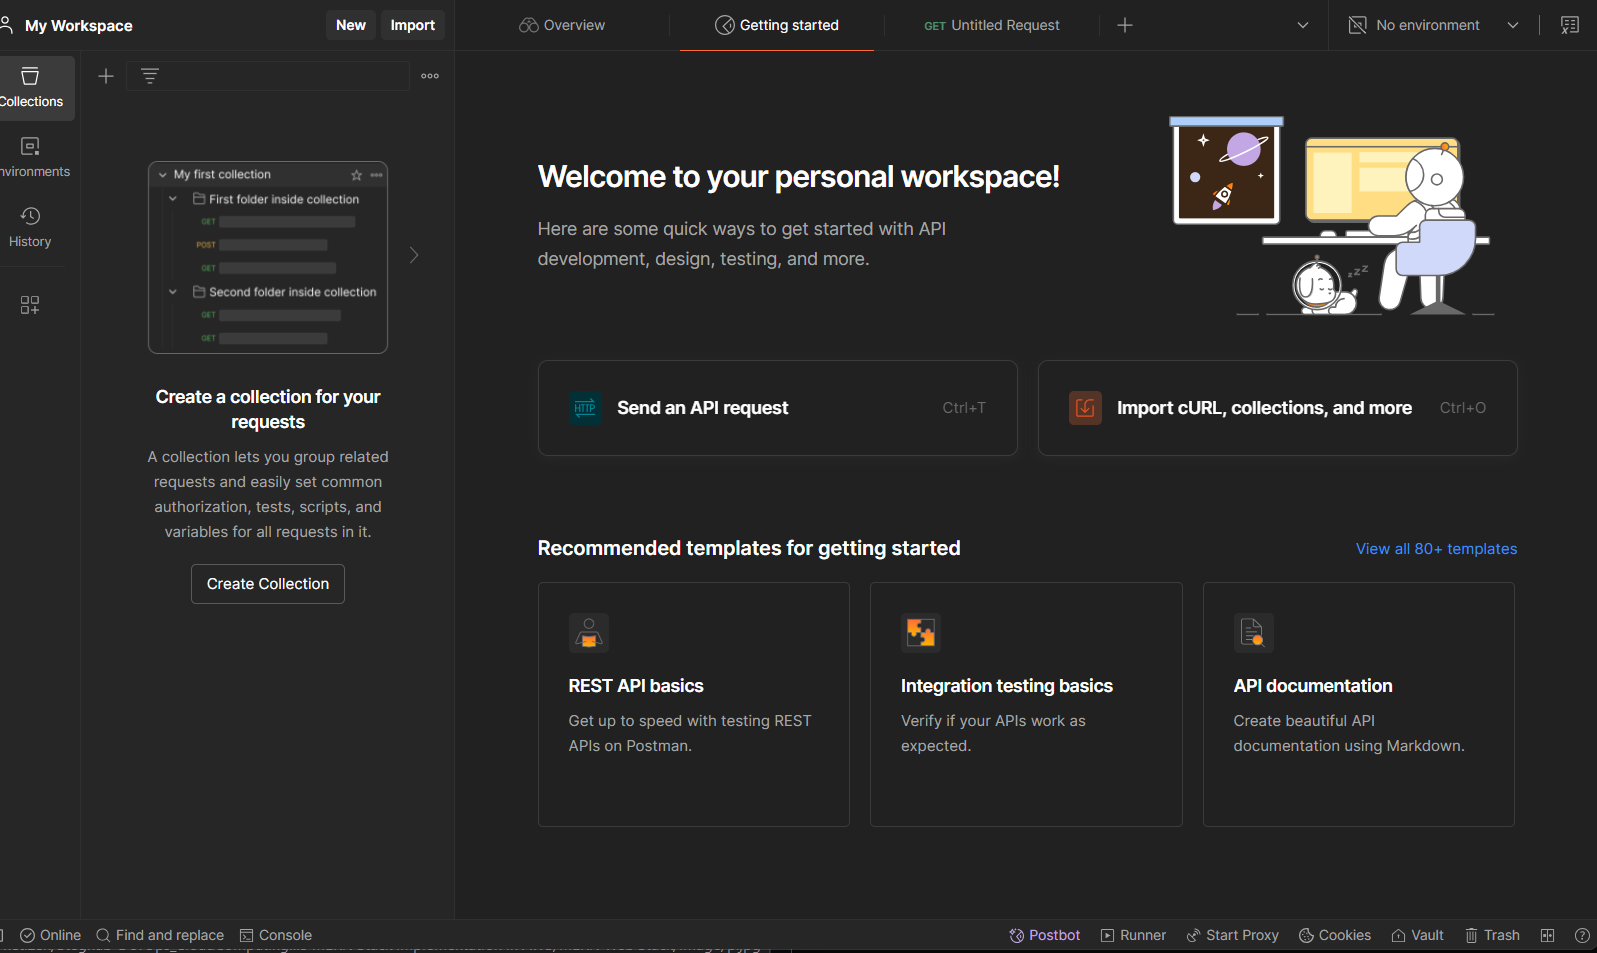 My Workspace
New
Import
Overview
Getting started
GET Untitled Request
No environment
Collections
nvironments
History
My first collection
First folder inside collection
GET
POST
GET
Second folder inside collection
GET
GET
Create a collection for your
requests
A collection lets you group related
requests and easily set common
authorization, tests, scripts, and
variables for all requests in it.
Create Collection
Welcome to your personal workspace!
Here are some quick ways to get started with API
development, design, testing, and more.
zzz
HTTP
Send an API request
Ctrl+T
Import cURL, collections, and more
Ctrl+O
Recommended templates for getting started
View all 80+ templates
REST API basics
Get up to speed with testing REST
APIs on Postman.
Integration testing basics
Verify if your APIs work as
expected.
API documentation
Create beautiful API
documentation using Markdown.
Online
Find and replace
Console
Postbot
Runner
Start Proxy
Cookies
Vault
Trash